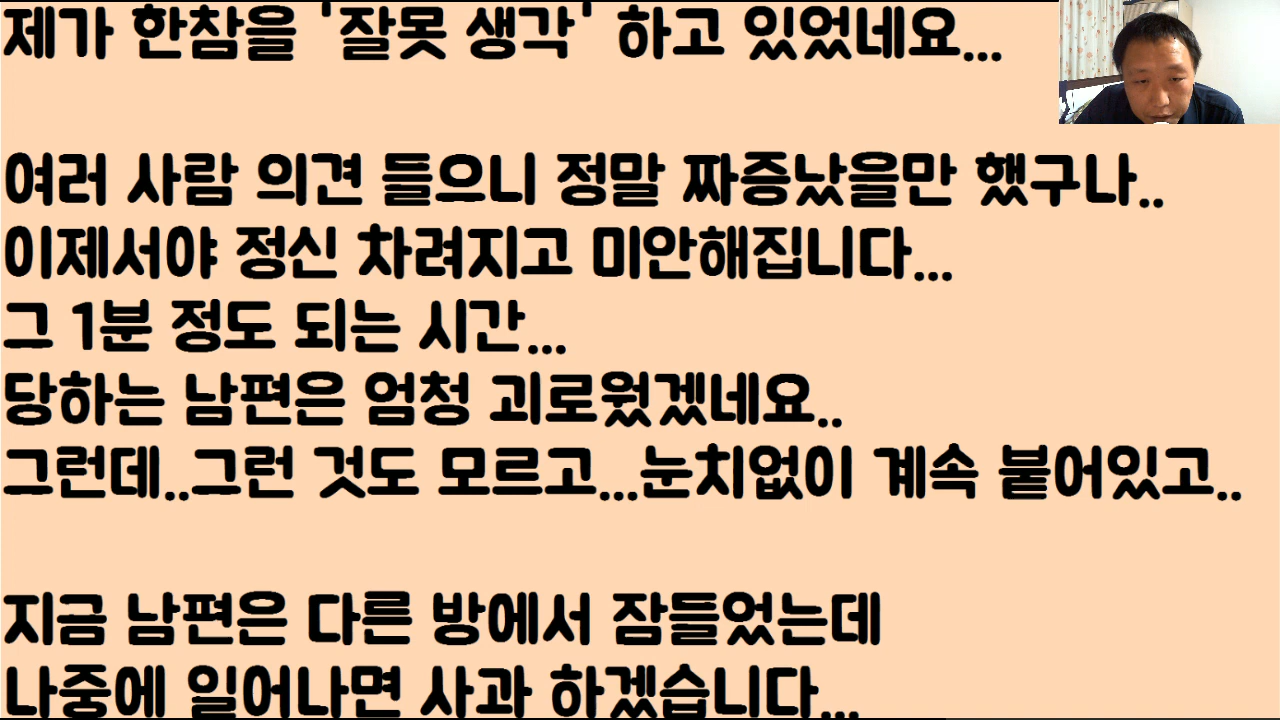 제가 한참을 '잘못 생각' 하고 있었네요...
여러 사람 의견 들으니 정말 짜증났을만 했구나..
이제서야 정신 차려지고 미안해집니다...
그 1분 정도 되는 시간...
당하는 남편은 엄청 괴로웠겠네요..
그런데..그런 것도 모르고...눈치없이 계속 붙어있고..
지금 남편은 다른 방에서 잠들었는데
나중에 일어나면 사과 하겠습니다...